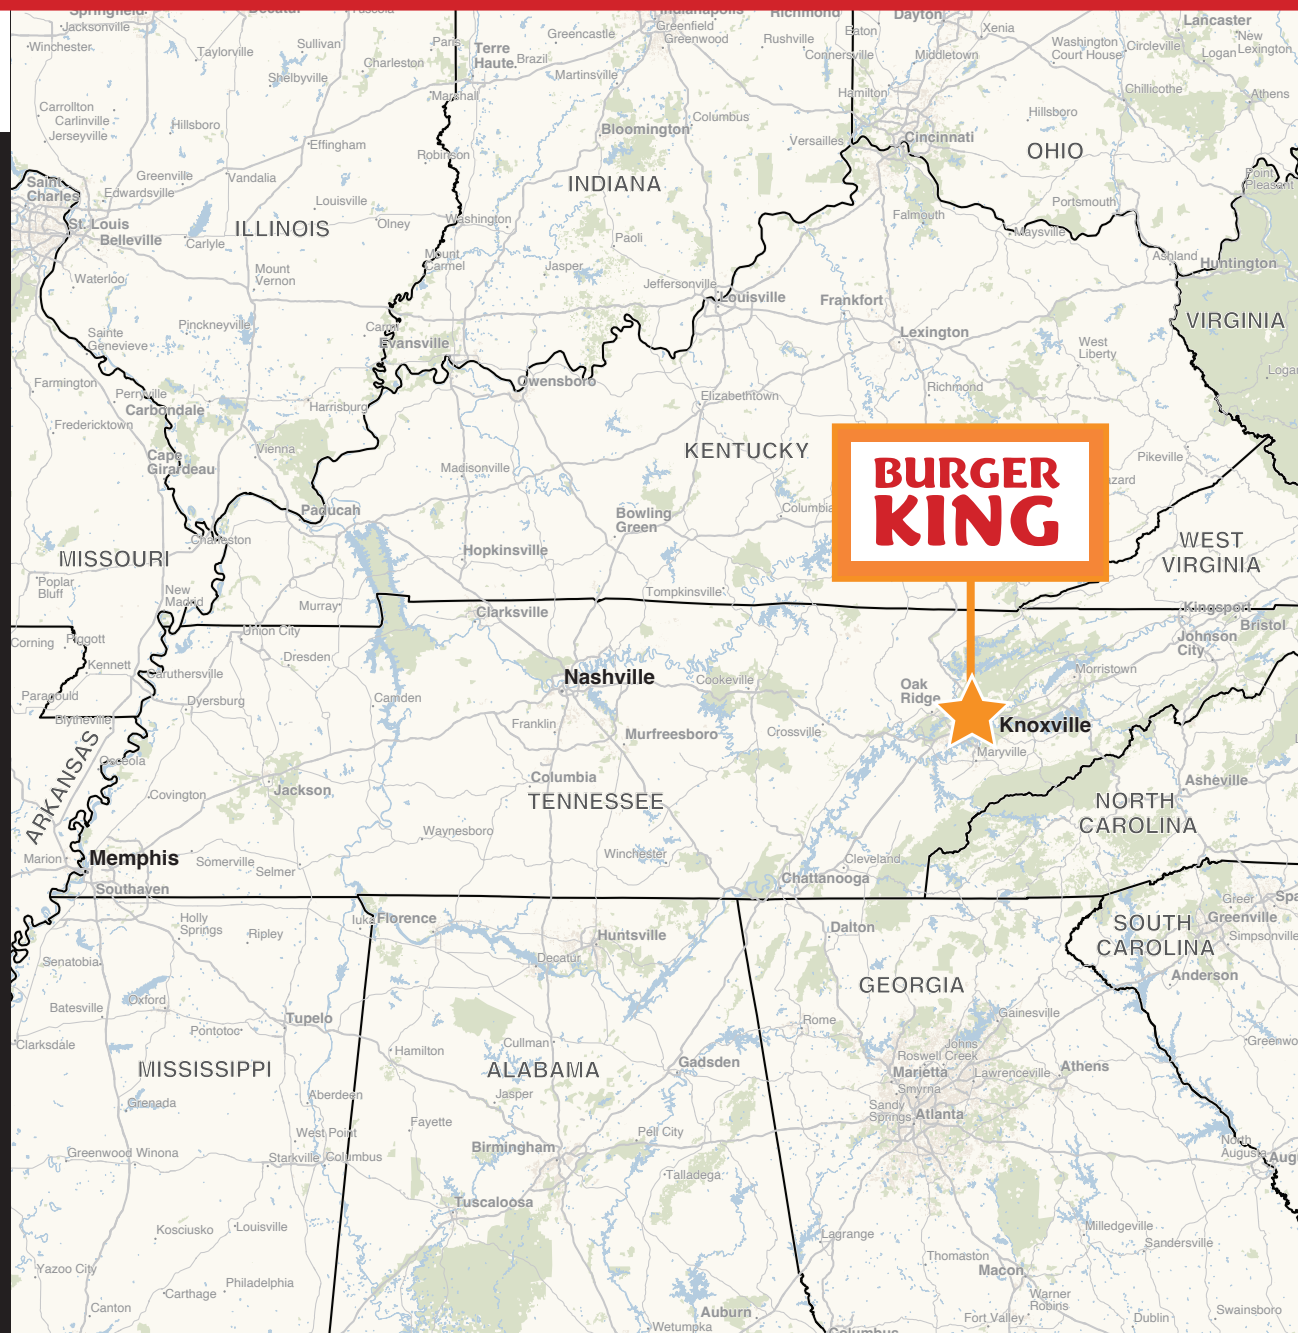 Springfield
Decatur
Tuscola
Indianapolis
Richmond
Dayton
Jacksonville
Winchester
Taylorville
Sullivan
Paris
Charleston
Terre
Haute
Brazil
Greencastle
Greenfield
Greenwood
Rushville
Eaton
Connersville
Xenia
Middletown
Washington
Court House
Circleville
Lancaster
Logan
New
Lexington
Shelbyville
Martinsville
Marshall
Hamilton
Chillicothe
Athens
Carrollton
Carlinville
Jerseyville
Hillsboro
Effingham
Robinson
Bloomington
Columbus
Versailles
Cincinnati
Hillsboro
OHIO
Saint
Charles
Greenville
Edwardsville
Vandalia
INDIANA
Point
Pleasant
Louisville
Portsmouth
St. Louis
Belleville
Carlyle
ILLINOIS
Olney
Washington
Paoli
Falmouth
Maysville
Ashland
Huntington
Waterloo
Mount
Vernon
Mount
Carmel
Jasper
Jeffersonville
Louisville
Frankfort
VIRGINIA
Sainte
Genevieve
Pinckneyville
Carmi
Evansville
Lexington
West
Liberty
Logan
Farmington
Perryville
Carbondale
Harrisburg
Owensboro
Elizabethtown
Richmond
Fredericktown
Cape
Girardeau
Vienna
Madisonville
KENTUCKY
BURGER
KING
Pikeville
zard
Paducah
Charleston
Bowling
Green
Columbia
MISSOURI
Hopkinsville
WEST
VIRGINIA
Poplar
Bluff
New
Madrid
Murray
Clarksville
Tompkinsville
Kingsport
Bristol
Johnson
City
Corning
Piggott
Union City
Kennett
Caruthersville
Dresden
Morristown
Nashville
Cookeville
Oak
Ridge
Paragould
Blytheville
Dyersburg
Camden
Franklin
Murfreesboro
Crossville
Knoxville
Maryville
ARKANSAS
Osceola
Covington
Jackson
Columbia
TENNESSEE
Asheville
NORTH
CAROLINA
Marion
Memphis
Southaven
Somerville
Selmer
Waynesboro
Winchester
Cleveland
Chattanooga
Holly
Springs
Ripley
Iuka
Florence
Huntsville
Decatur
Dalton
SOUTH
CAROLINA
Greer
Spa
Greenville
Simpsonville
Anderson
Senatobia
Batesville
Oxford
Tupelo
Pontotoc
Clarksdale
GEORGIA
Rome
Gainesville
Greenwo
Hamilton
Cullman
Gadsden
Johns
Roswell Creek
Marietta
Smyrna
Lawrenceville
Athens
MISSISSIPPI
ALABAMA
Jasper
Grenada
Aberdeen
Fayette
Sandy
Springs
Atlanta
West Point
Starkville
Columbus
Greenwood
Winona
Birmingham
Pell City
Talladega
North
Augusta
Aug
Tuscaloosa
Kosciusko
Louisville
Lagrange
Milledgeville
Sandersville
Yazoo City
Philadelphia
Carthage
Canton
Thomaston
Macon
Warner
Robins
Fort Valley
Dublin
Swainsboro
Auburn
Wetumpka
Columbus